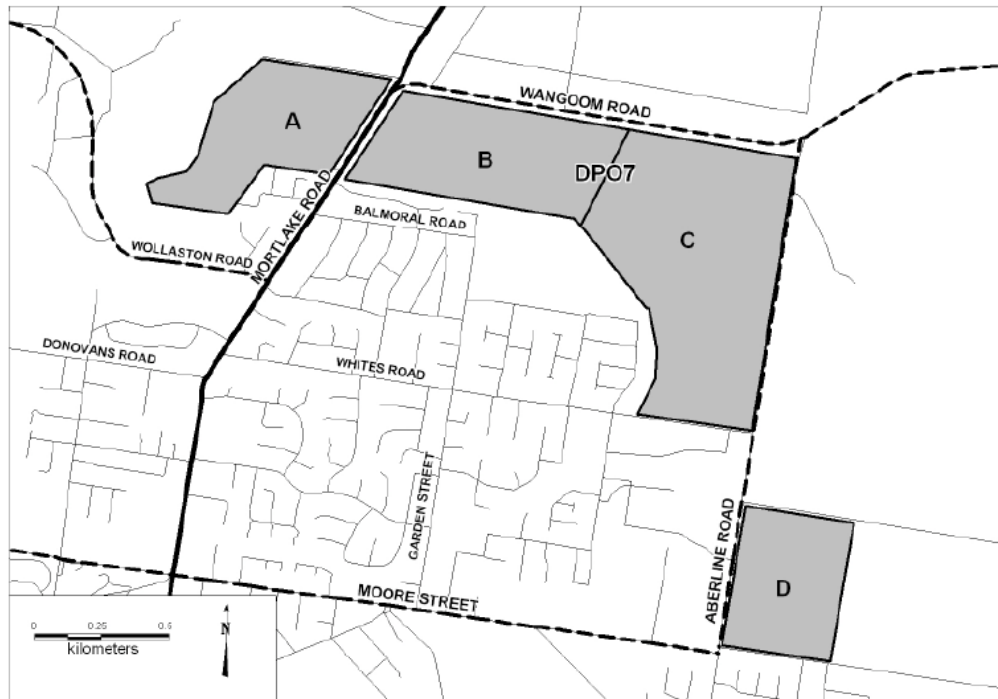 WANGOOM ROAD
A
B
DPO7
C
MORTLAKE ROAD
BALMORAL ROAD
WOLLASTON ROAD
DONOVANS ROAD
WHITES ROAD
GARDEN STREET
ABERLINE ROAD
D
MOORE STREET
0 0.25 0.5
kilometers
N